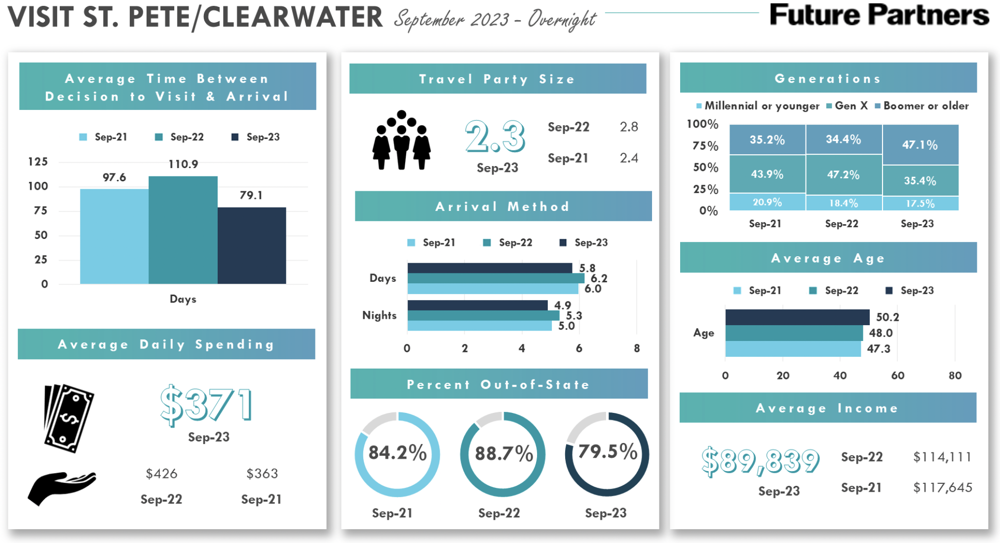 VISIT ST. PETE/CLEARWATER September 2023 - Overnight
Future Partners
Average Time Between
Decision to Visit & Arrival
Sep-21 Sep-22 Sep-23
125
100
75
50
25
0
97.6
110.9
79.1
Days
Average Daily Spending
$371
Sep-23
$426 $363
Sep-22 Sep-21
Travel Party Size
2.3
Sep-23
Sep-22 2.8
Sep-21 2.4
Arrival Method
Sep-21 Sep-22 Sep-23
Days
5.8
6.2
6.0
Nights
4.9
5.3
5.0
0 2 4 6 8
Percent Out-of-State
84.2% 88.7% 79.5%
Sep-21 Sep-22 Sep-23
Generations
Millennial or younger Gen X Boomer or older
100%
75%
50%
25%
0%
35.2% 34.4% 47.1%
43.9% 47.2% 35.4%
20.9% 18.4% 17.5%
Sep-21 Sep-22 Sep-23
Average Age
Sep-21 Sep-22 Sep-23
Age
50.2
48.0
47.3
0 20 40 60 80
Average Income
$89,839
Sep-23
Sep-22 $114,111
Sep-21 $117,645